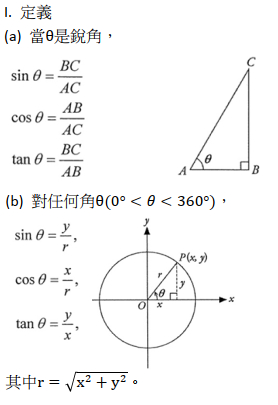 I. 定義
(a) 當θ是銳角，
sin θ = BC/AC
cos θ = AB/AC
tan θ = BC/AB
C
A θ B
(b) 對任何角θ(0° < θ < 360°)，
sin θ = y/r,
cos θ = x/r,
tan θ = y/x,
y
P(x, y)
r y
θ
O x x
其中r = √x² + y²。